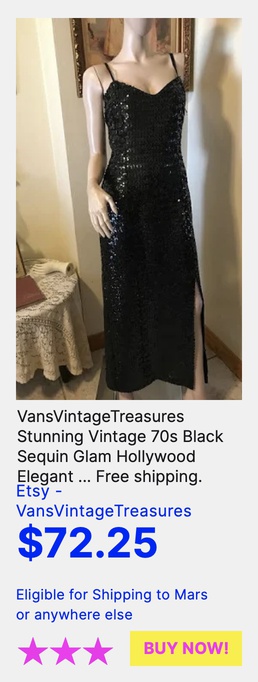 VansVintageTreasures
Stunning Vintage 70s Black
Sequin Glam Hollywood
Elegant ... Free shipping.
Etsy -
VansVintageTreasures
$72.25
Eligible for Shipping to Mars
or anywhere else
BUY NOW!